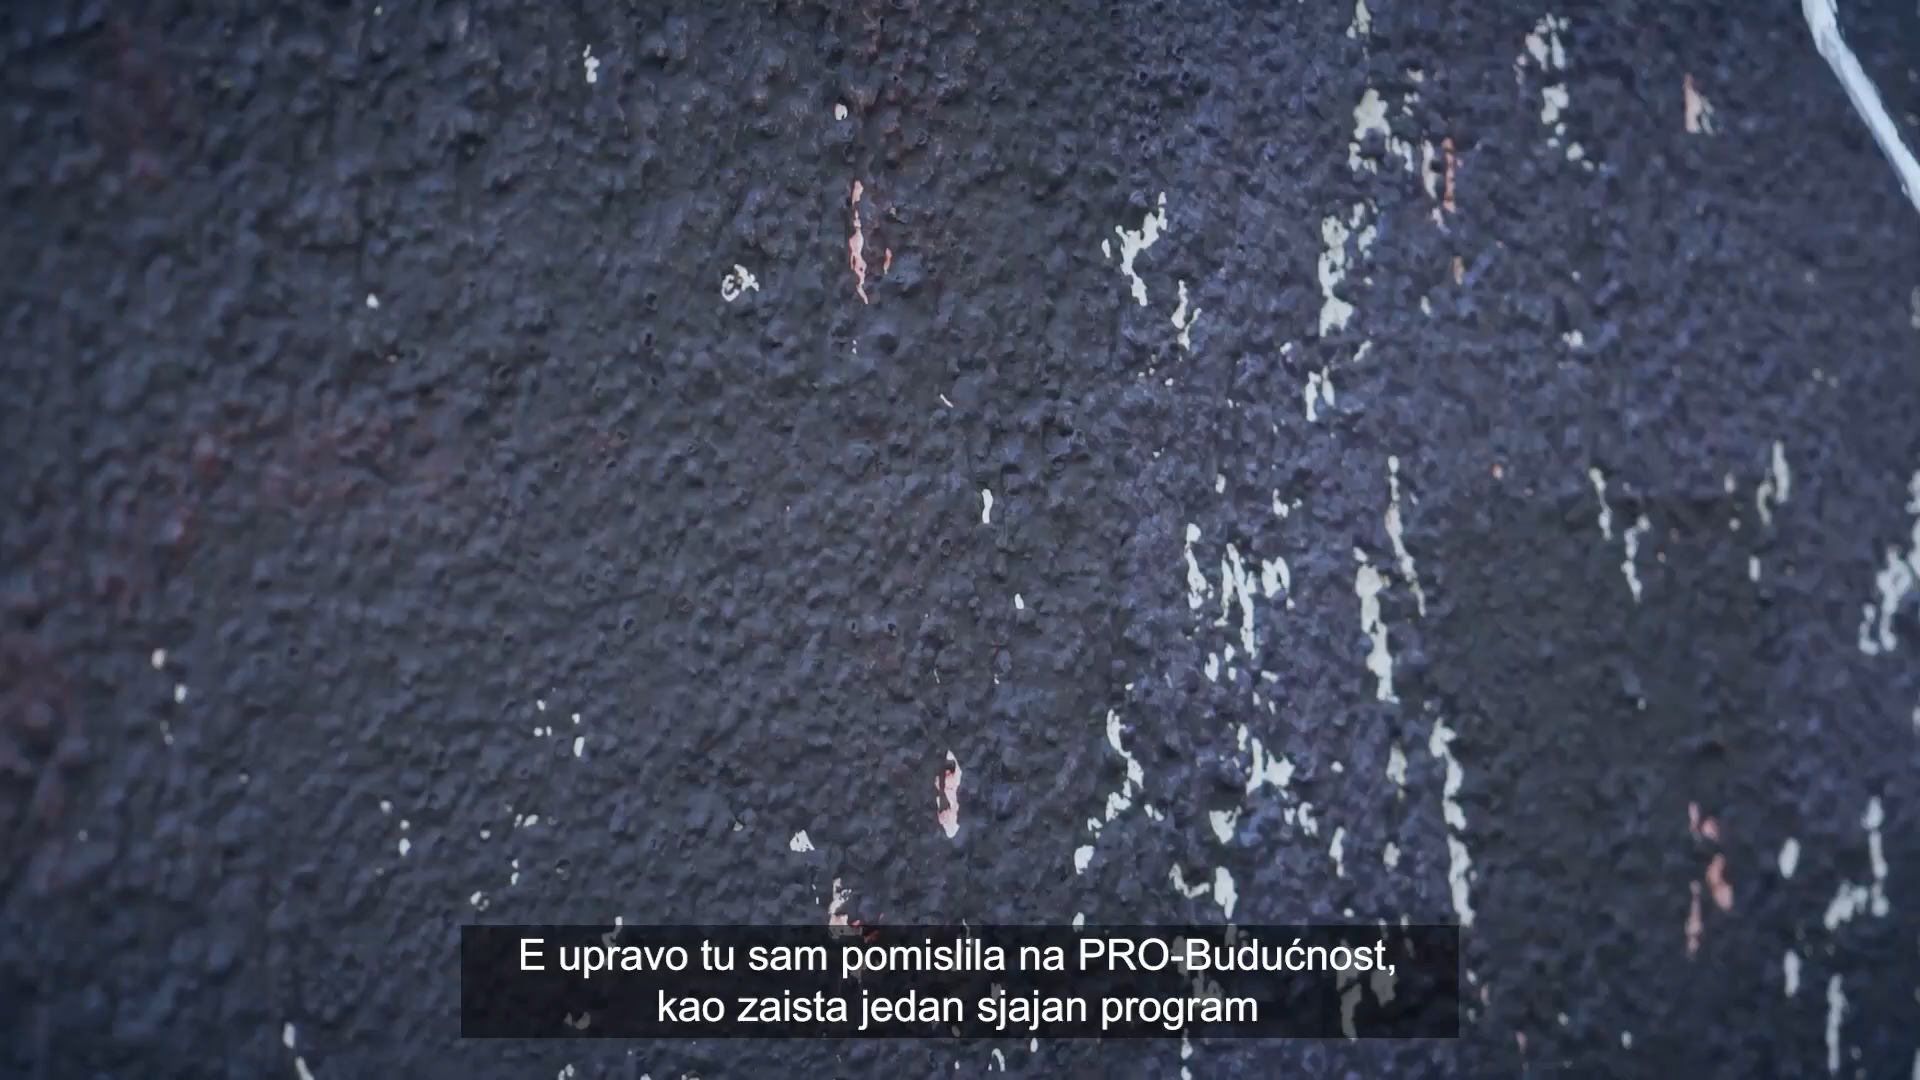 E upravo tu sam pomislila na PRO-Budućnost,
kao zaista jedan sjajan program